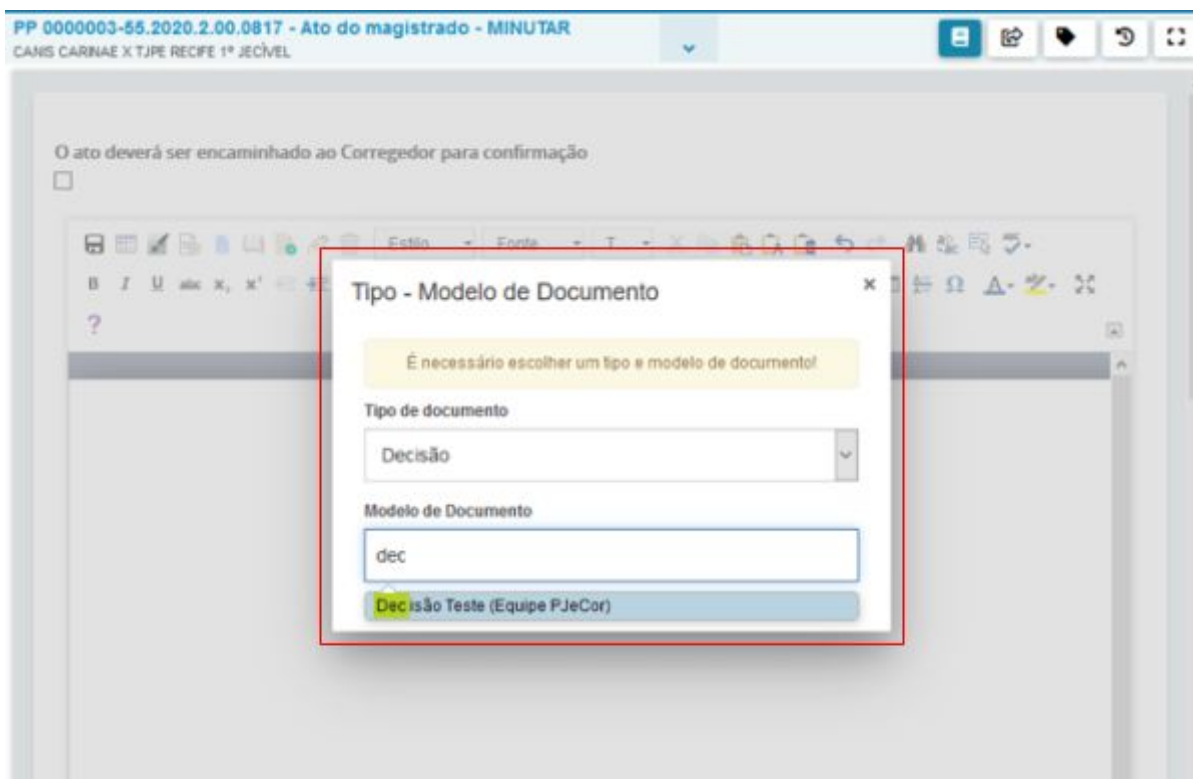 PP 0000003-55.2020.2.00.0817 - Ato do magistrado - MINUTAR
CANIS CARINAE X TJPE RECIFE 1º JECÍVEL
O ato deverá ser encaminhado ao Corregedor para confirmação
Estilo Fonte T
B I U abc x, x'
Ω A
?
Tipo - Modelo de Documento ×
É necessário escolher um tipo e modelo de documento!
Tipo de documento
Decisão
Modelo de Documento
dec
Decisão Teste (Equipe PJeCor)